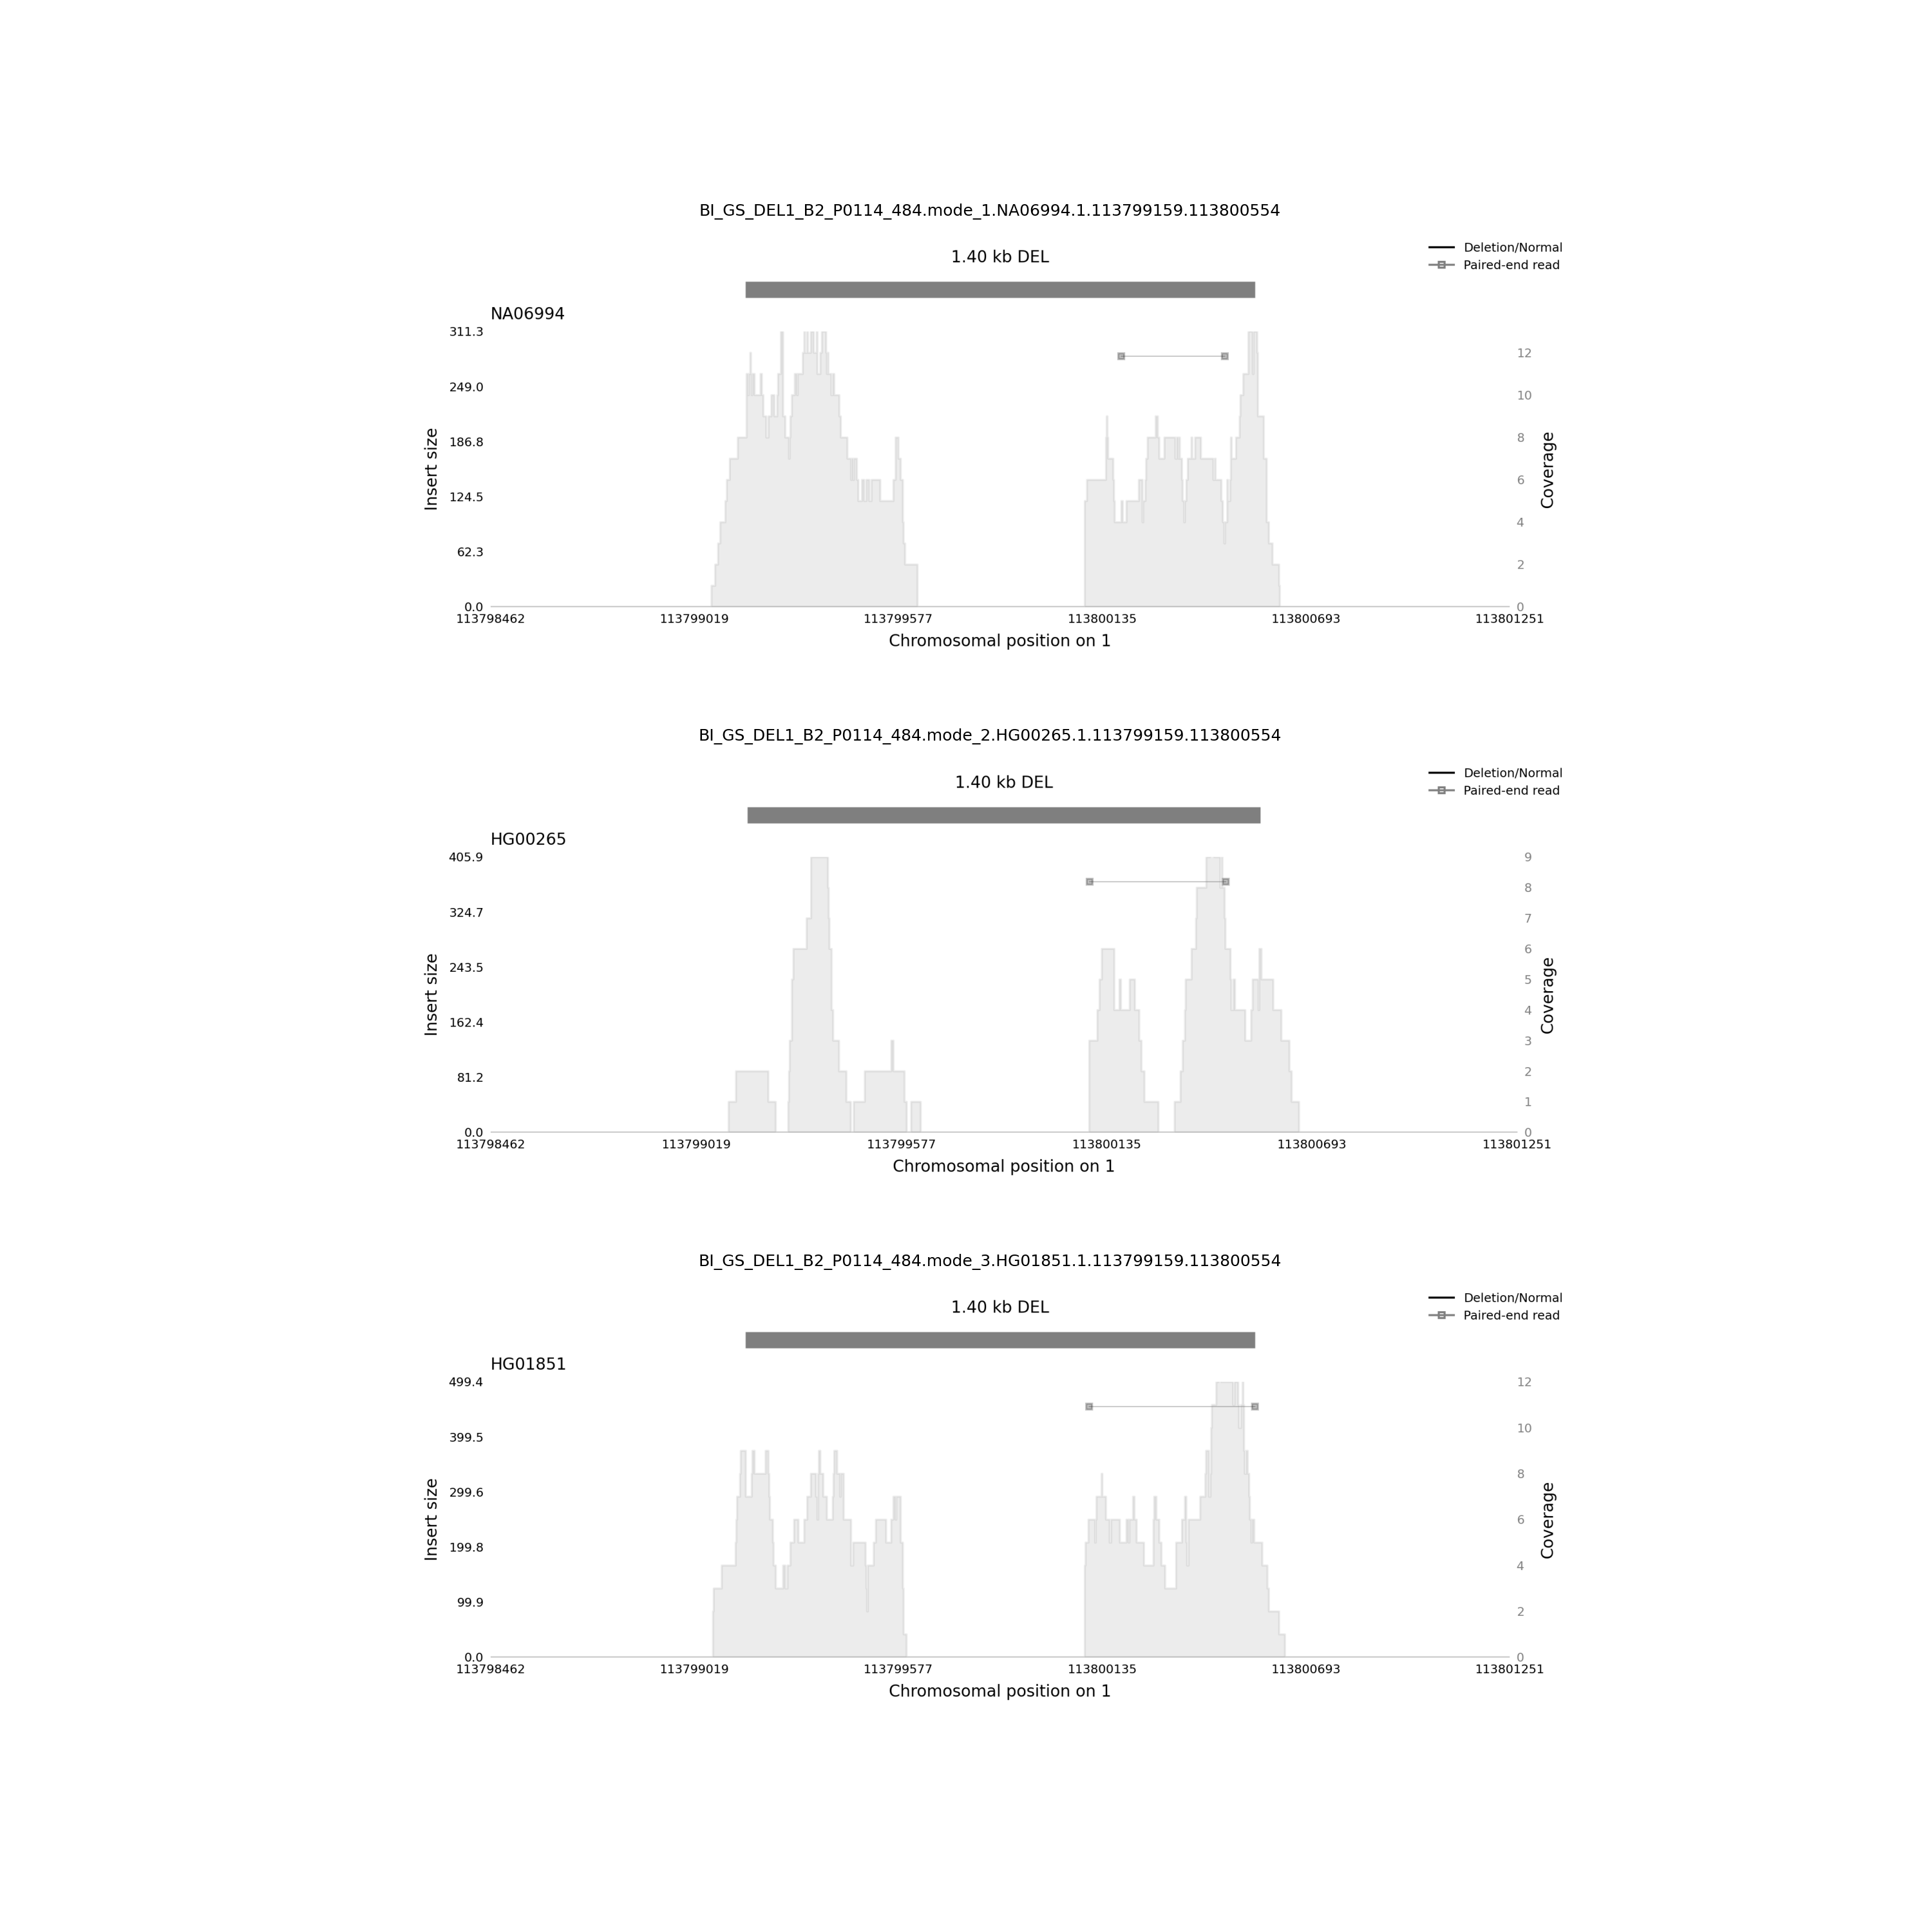 BI_GS_DEL1_B2_P0114_484.mode_1.NA06994.1.113799159.113800554
1.40 kb DEL
Deletion/Normal
Paired-end read
NA06994
311.3
249.0
186.8
124.5
62.3
0.0
Insert size
12
10
8
6
4
2
0
Coverage
113798462 113799019 113799577 113800135 113800693 113801251
Chromosomal position on 1
BI_GS_DEL1_B2_P0114_484.mode_2.HG00265.1.113799159.113800554
1.40 kb DEL
Deletion/Normal
Paired-end read
HG00265
405.9
324.7
243.5
162.4
81.2
0.0
Insert size
9
8
7
6
5
4
3
2
1
0
Coverage
113798462 113799019 113799577 113800135 113800693 113801251
Chromosomal position on 1
BI_GS_DEL1_B2_P0114_484.mode_3.HG01851.1.113799159.113800554
1.40 kb DEL
Deletion/Normal
Paired-end read
HG01851
499.4
399.5
299.6
199.8
99.9
0.0
Insert size
12
10
8
6
4
2
0
Coverage
113798462 113799019 113799577 113800135 113800693 113801251
Chromosomal position on 1